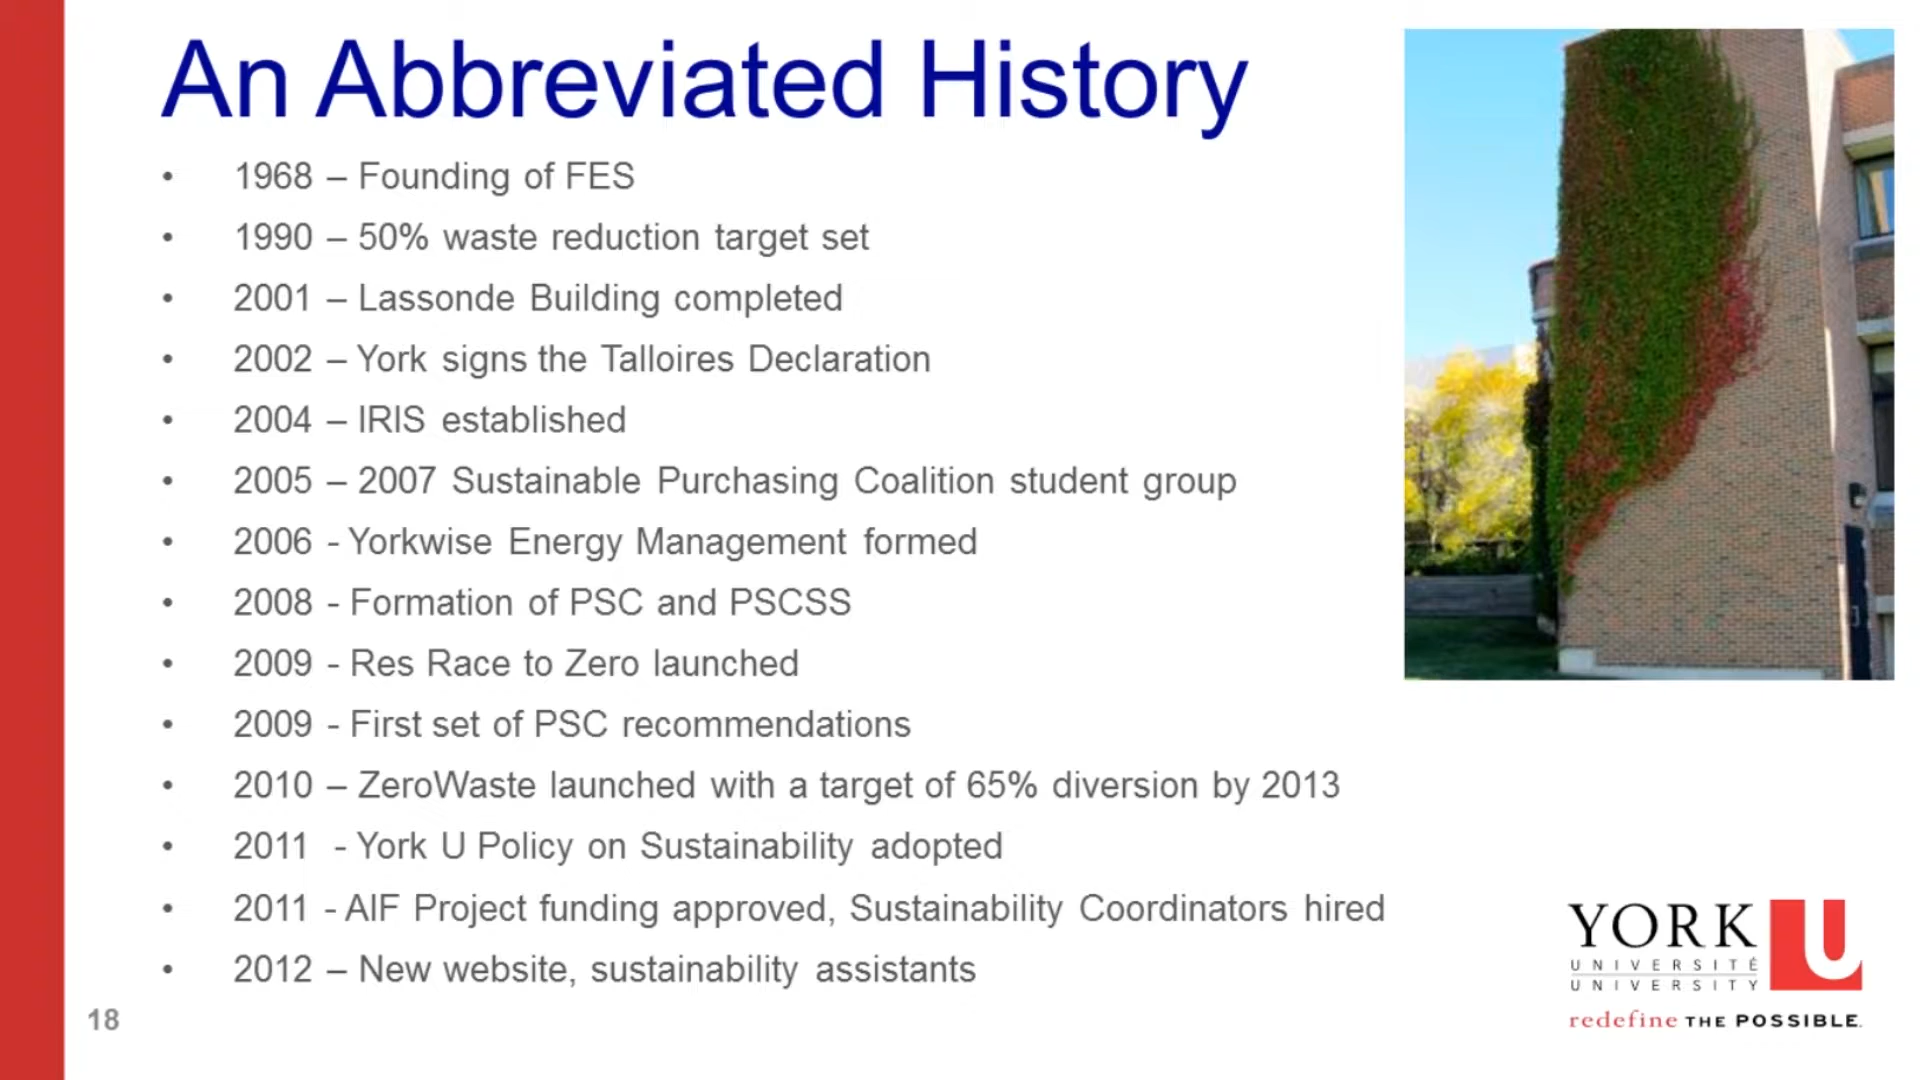 An Abbreviated History
• 1968 – Founding of FES
• 1990 – 50% waste reduction target set
• 2001 – Lassonde Building completed
• 2002 – York signs the Talloires Declaration
• 2004 – IRIS established
• 2005 – 2007 Sustainable Purchasing Coalition student group
• 2006 - Yorkwise Energy Management formed
• 2008 - Formation of PSC and PSCSS
• 2009 - Res Race to Zero launched
• 2009 - First set of PSC recommendations
• 2010 – ZeroWaste launched with a target of 65% diversion by 2013
• 2011 - York U Policy on Sustainability adopted
• 2011 - AIF Project funding approved, Sustainability Coordinators hired
• 2012 – New website, sustainability assistants
18
YORK U
UNIVERSITÉ
UNIVERSITY
redefine THE POSSIBLE.